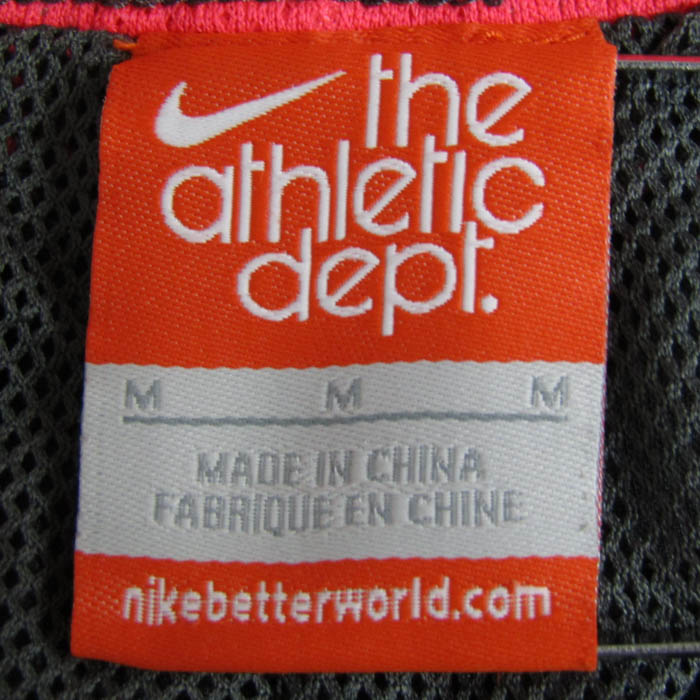 the
athletic
dept.
M M M
MADE IN CHINA
FABRIQUE EN CHINE
nikebetterworld.com